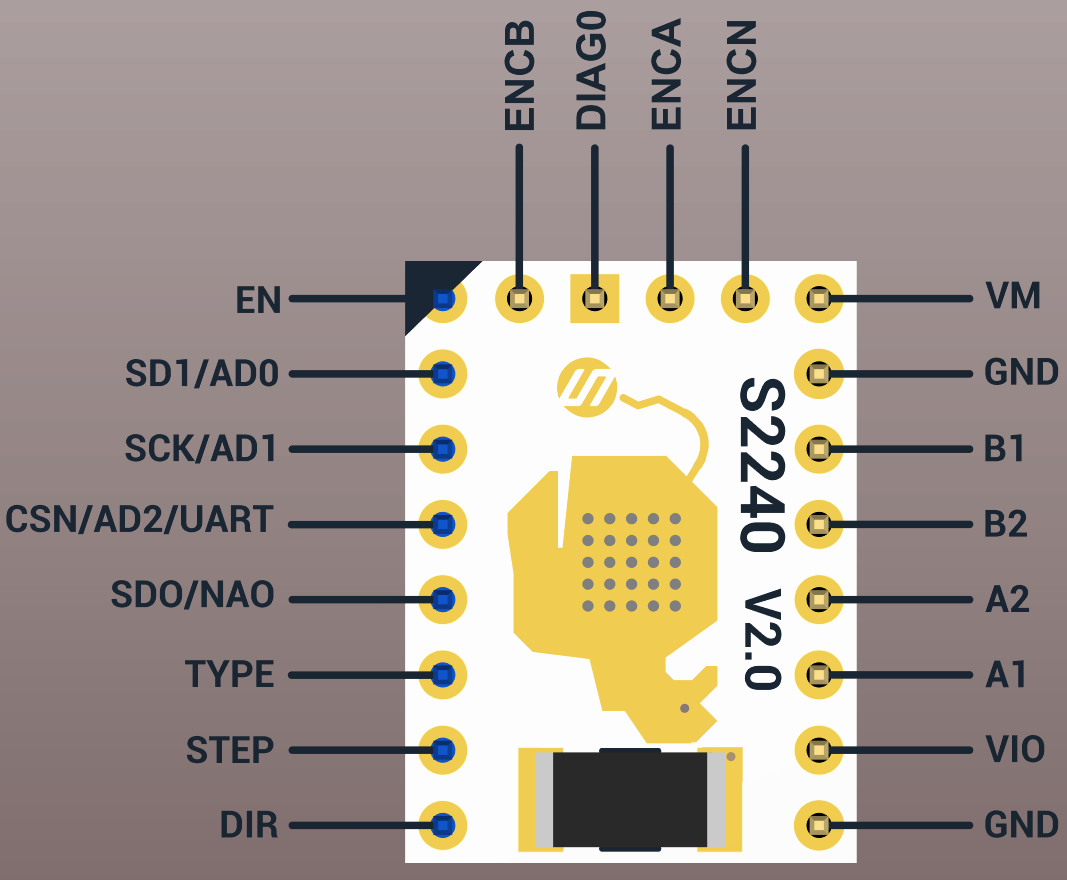 ENCB
DIAG0
ENCA
ENCN
EN
SD1/AD0
SCK/AD1
CSN/AD2/UART
SDO/NAO
TYPE
STEP
DIR
S2240 V2.0
VM
GND
B1
B2
A2
A1
VIO
GND